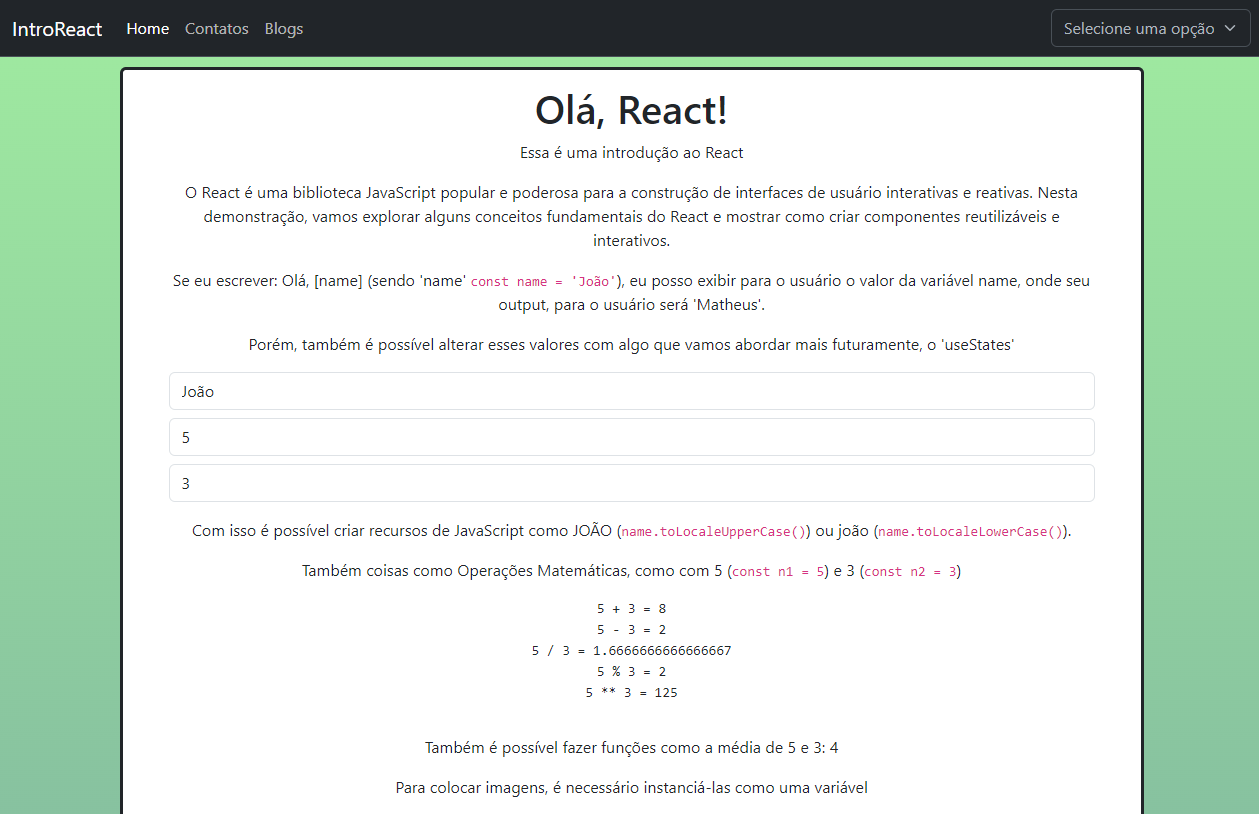 IntroReact Home Contatos Blogs Selecione uma opção
Olá, React!
Essa é uma introdução ao React
O React é uma biblioteca JavaScript popular e poderosa para a construção de interfaces de usuário interativas e reativas. Nesta
demonstração, vamos explorar alguns conceitos fundamentais do React e mostrar como criar componentes reutilizáveis e
interativos.
Se eu escrever: Olá, [name] (sendo 'name' const name = 'João'), eu posso exibir para o usuário o valor da variável name, onde seu
output, para o usuário será 'Matheus'.
Porém, também é possível alterar esses valores com algo que vamos abordar mais futuramente, o 'useStates'
João
5
3
Com isso é possível criar recursos de JavaScript como JOÃO (name.toLocaleUpperCase()) ou joão (name.toLocaleLowerCase()).
Também coisas como Operações Matemáticas, como com 5 (const n1 = 5) e 3 (const n2 = 3)
5 + 3 = 8
5 - 3 = 2
5 / 3 = 1.6666666666666667
5 % 3 = 2
5 ** 3 = 125
Também é possível fazer funções como a média de 5 e 3: 4
Para colocar imagens, é necessário instanciá-las como uma variável